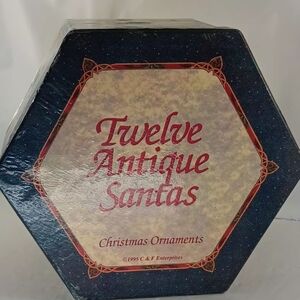 Twelve
Antique
Santas
Christmas Ornaments
©1995 C & F Enterprises